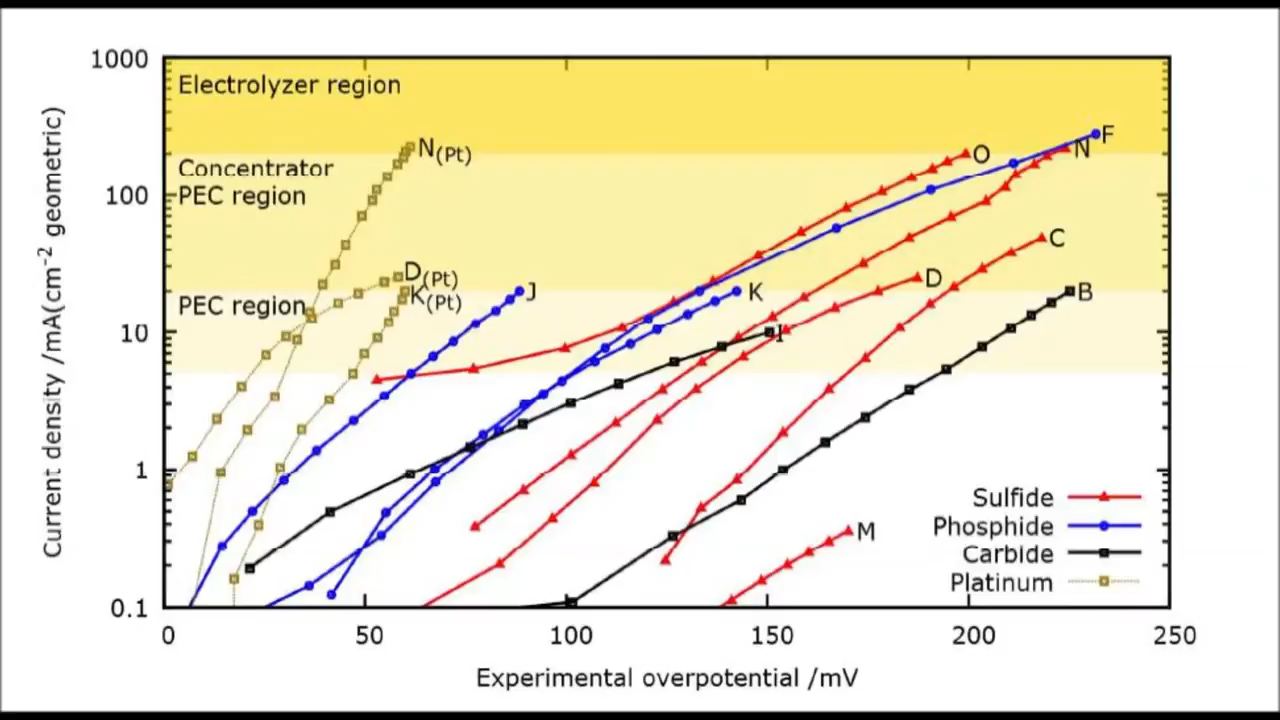 1000
Electrolyzer region
F
N(Pt)
O
N
Concentrator
PEC region
100
C
D(Pt)
D
K(Pt)
J
K
B
PEC region
10
I
1
Sulfide
Phosphide
M
Carbide
Platinum
0.1
0 50 100 150 200 250
Experimental overpotential /mV
Current density /mA(cm-2 geometric)